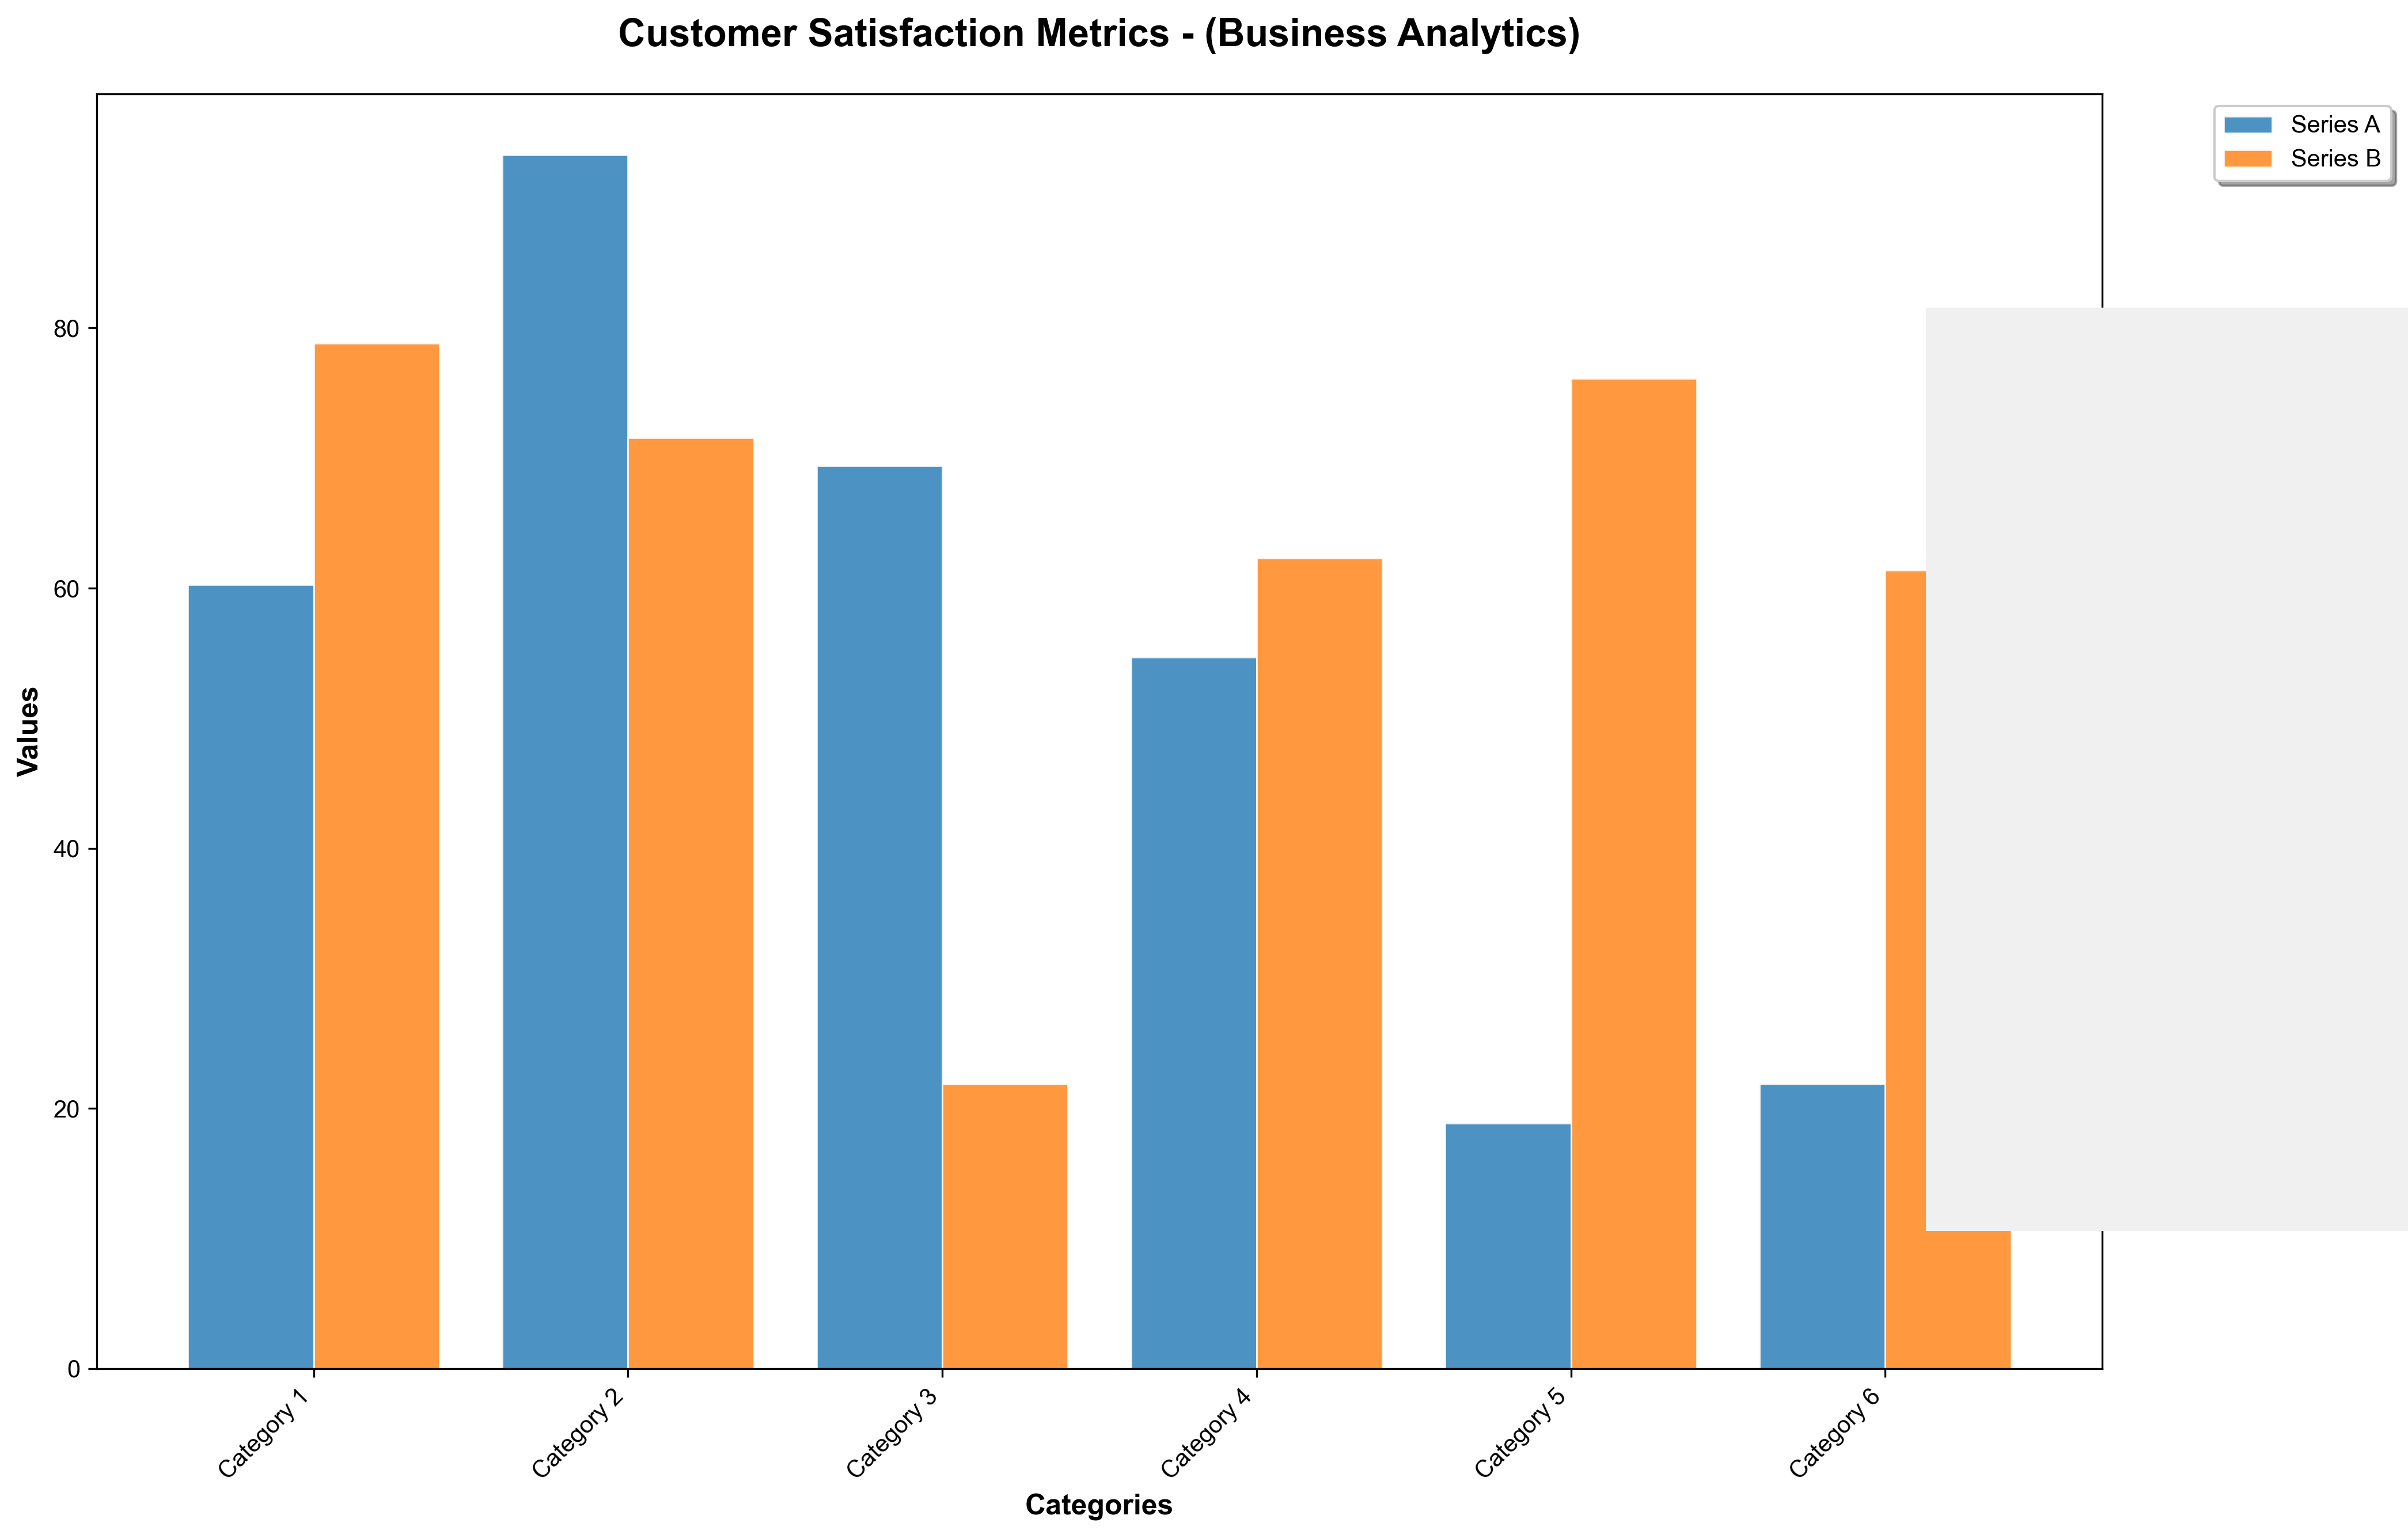 Customer Satisfaction Metrics - (Business Analytics)
Series A
Series B
80
60
40
20
0
Values
Category 1
Category 2
Category 3
Category 4
Category 5
Category 6
Categories